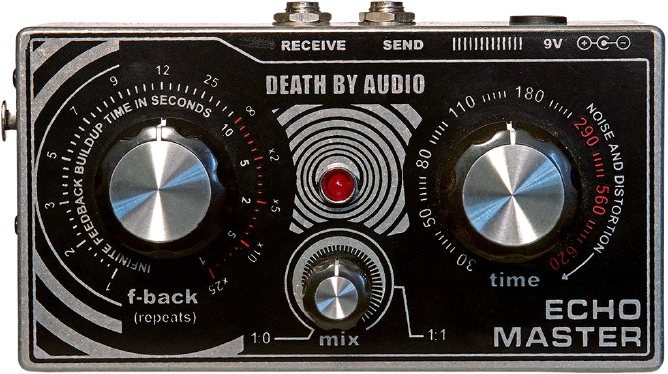 RECEIVE SEND 9V
DEATH BY AUDIO
1 2 3 5 7 9 12 25 ∞
INFINITE FEEDBACK BUILDUP TIME IN SECONDS
10 5 2 5 1
x2 x5 x10 x25
f-back
(repeats)
30 50 80 110 180 290 560 620
NOISE AND DISTORTION
time
1:0 mix 1:1
ECHO
MASTER